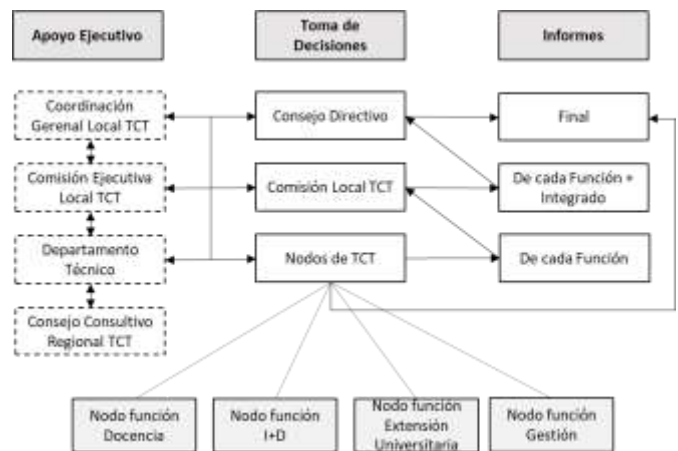 Apoyo Ejecutivo
Toma de
Decisiones
Informes
Coordinación
Gerenal Local TCT
Consejo Directivo
Final
Comisión Ejecutiva
Local TCT
Comisión Local TCT
De cada Función +
Integrado
Departamento
Técnico
Nodos de TCT
De cada Función
Consejo Consultivo
Regional TCT
Nodo función
Docencia
Nodo función
I+D
Nodo función
Extensión
Universitaria
Nodo función
Gestión